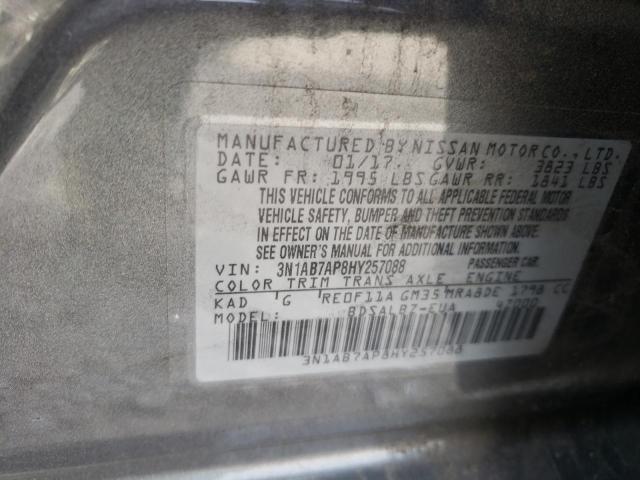 MANUFACTURED BY NISSAN MOTOR CO., LTD.
DATE: 01/17. GVWR: 3823 LBS
GAWR FR: 1995 LBS GAWR RR: 1841 LBS
THIS VEHICLE CONFORMS TO ALL APPLICABLE FEDERAL MOTOR
VEHICLE SAFETY, BUMPER AND THEFT PREVENTION STANDARDS
IN EFFECT ON THE DATE OF MANUFACTURE SHOWN ABOVE.
SEE OWNER'S MANUAL FOR ADDITIONAL INFORMATION.
VIN: 3N1AB7AP8HY257088 PASSENGER CAR.
COLOR TRIM TRANS AXLE ENGINE
KAD G RE0F11A GM35 MRA8DE 1798 CC
MODEL: BDSALB7-EUA
3N1AB7AP8HY257088